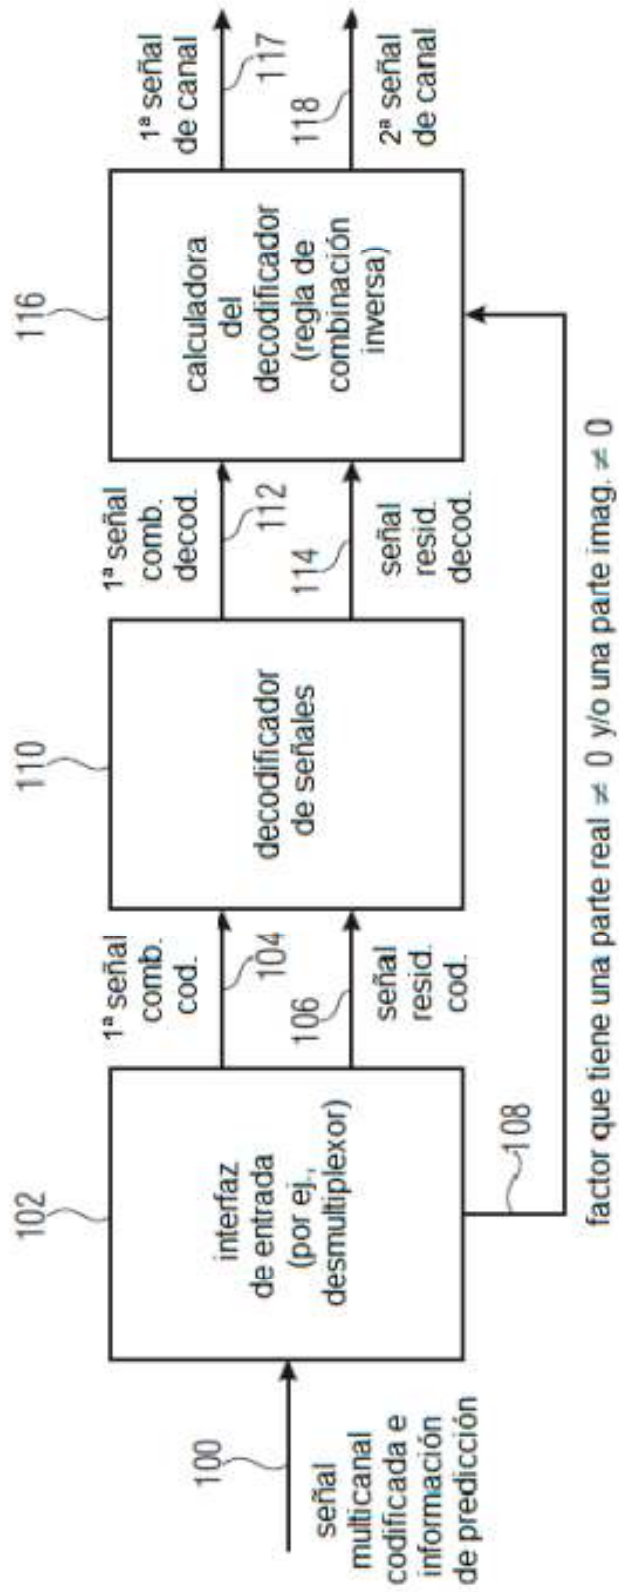 100
señal
multicanal
codificada e
información
de predicción
102
interfaz
de entrada
(por ej.,
desmultiplexor)
1ª señal
comb.
cod.
104
106
señal
resid.
cod.
108
factor que tiene una parte real ≠ 0 y/o una parte imag. ≠ 0
110
decodificador
de señales
1ª señal
comb.
decod.
112
114
señal
resid.
decod.
116
calculadora
del
decodificador
(regla de
combinación
inversa)
1ª señal
de canal
117
118
2ª señal
de canal